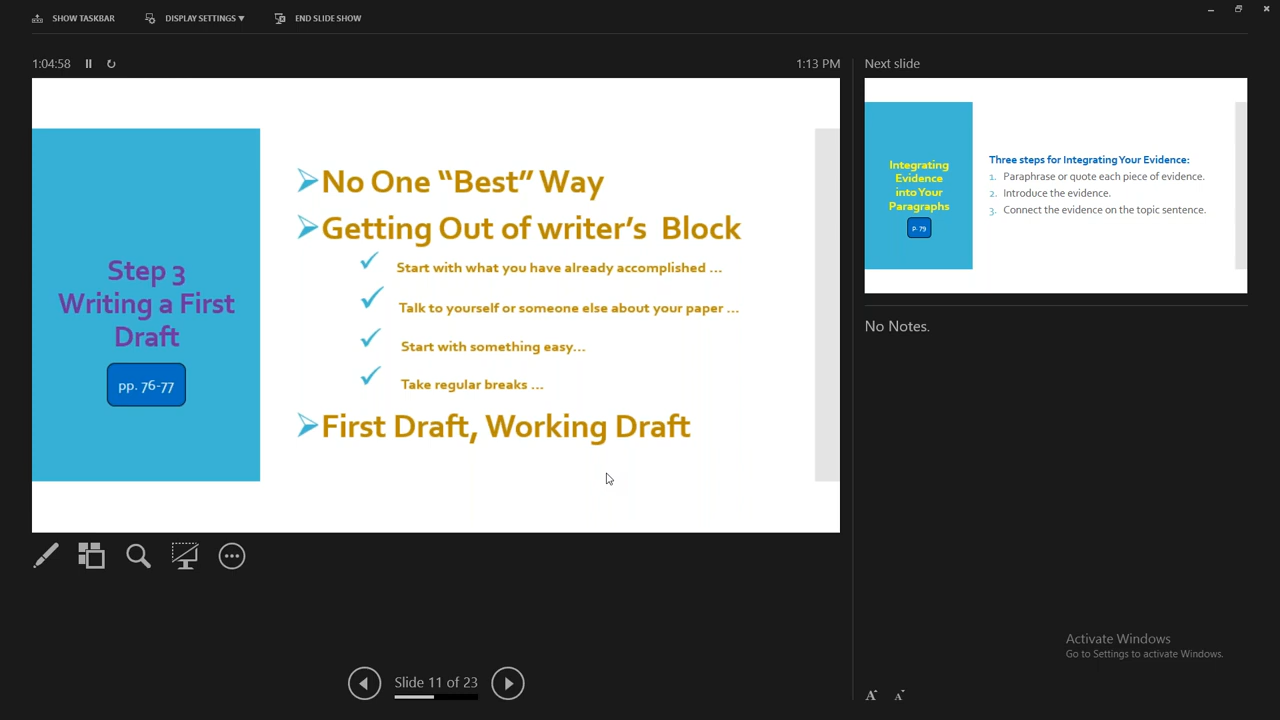 SHOW TASKBAR
DISPLAY SETTINGS ▼
END SLIDE SHOW
1:04:58
1:13 PM
Step 3
Writing a First
Draft
pp. 76-77
No One “Best” Way
Getting Out of writer’s Block
Start with what you have already accomplished ...
Talk to yourself or someone else about your paper ...
Start with something easy...
Take regular breaks ...
First Draft, Working Draft
Slide 11 of 23
Next slide
Integrating
Evidence
into Your
Paragraphs
P. 79
Three steps for Integrating Your Evidence:
1. Paraphrase or quote each piece of evidence.
2. Introduce the evidence.
3. Connect the evidence on the topic sentence.
No Notes.
Activate Windows
Go to Settings to activate Windows.
A A